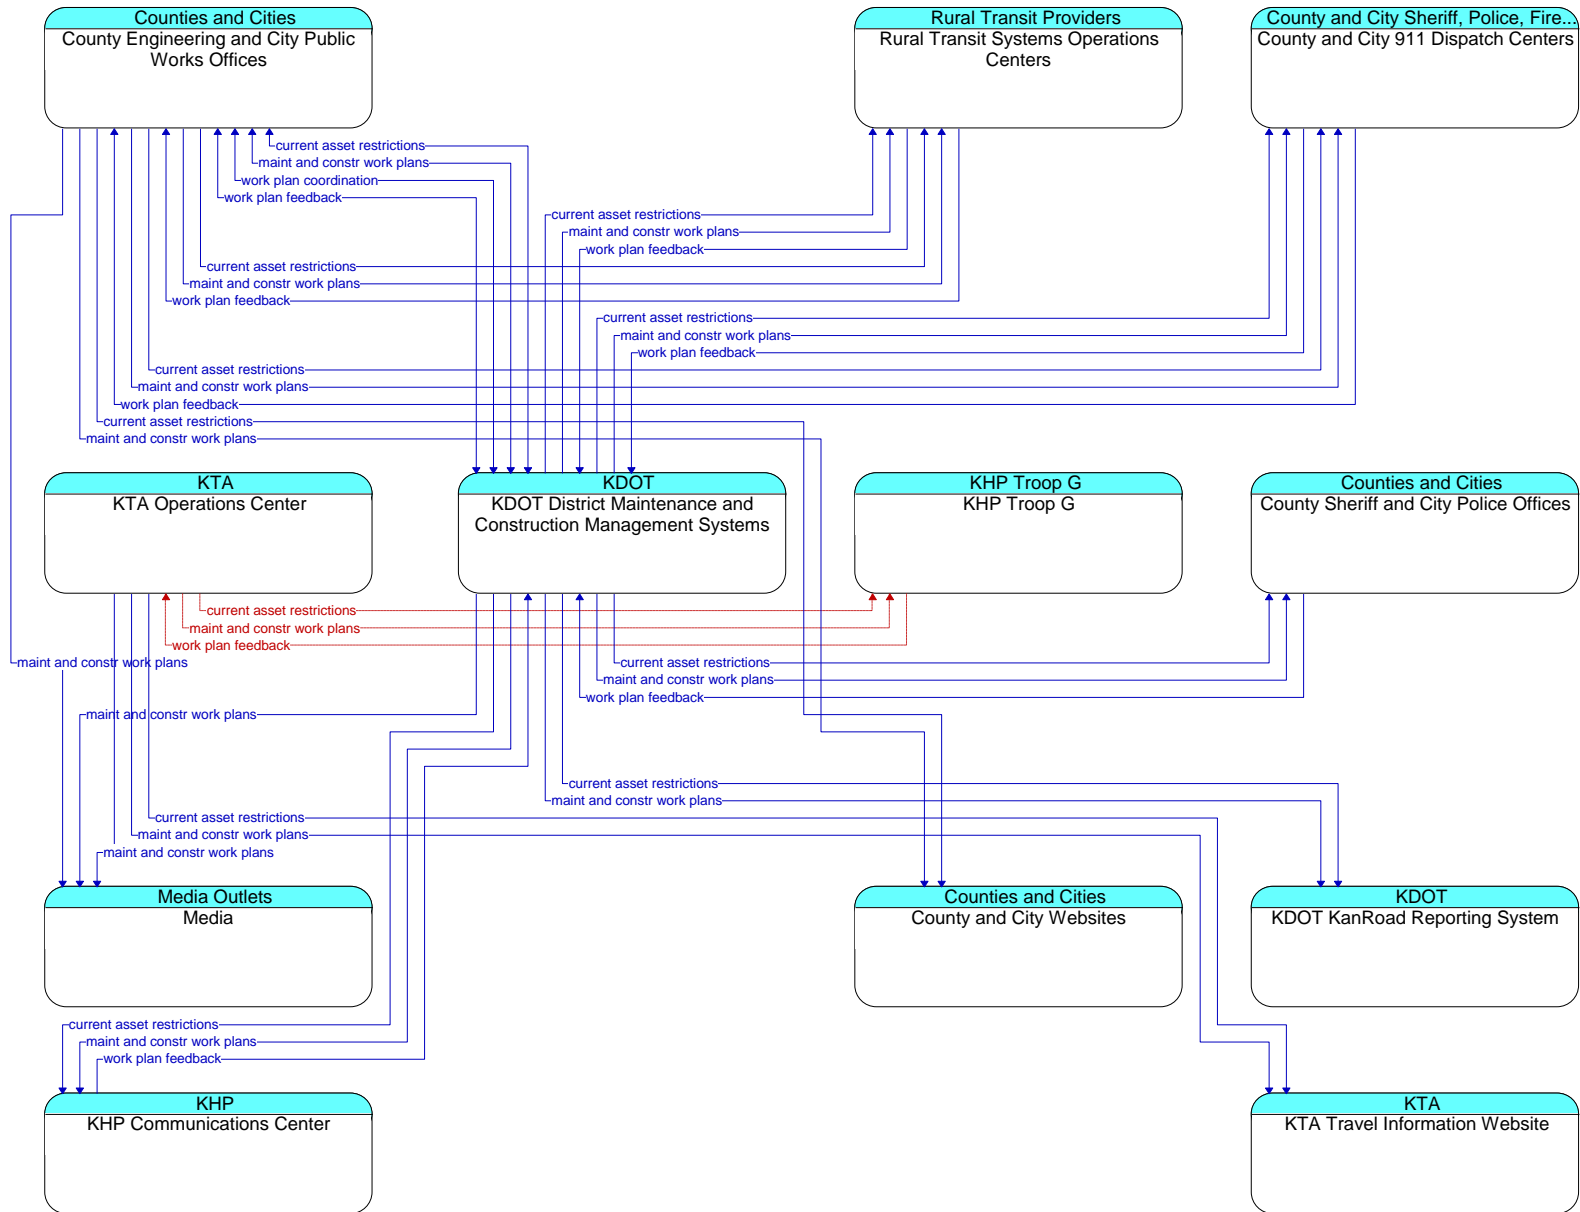 Counties and Cities
County Engineering and City Public
Works Offices
Rural Transit Providers
Rural Transit Systems Operations
Centers
County and City Sheriff, Police, Fire...
County and City 911 Dispatch Centers
current asset restrictions
maint and constr work plans
work plan coordination
work plan feedback
current asset restrictions
maint and constr work plans
work plan feedback
current asset restrictions
maint and constr work plans
work plan feedback
current asset restrictions
maint and constr work plans
work plan feedback
current asset restrictions
maint and constr work plans
work plan feedback
current asset restrictions
maint and constr work plans
KTA
KTA Operations Center
KDOT
KDOT District Maintenance and
Construction Management Systems
KHP Troop G
KHP Troop G
Counties and Cities
County Sheriff and City Police Offices
current asset restrictions
maint and constr work plans
work plan feedback
maint and constr work plans
current asset restrictions
maint and constr work plans
work plan feedback
maint and constr work plans
current asset restrictions
maint and constr work plans
current asset restrictions
maint and constr work plans
maint and constr work plans
Media Outlets
Media
Counties and Cities
County and City Websites
KDOT
KDOT KanRoad Reporting System
current asset restrictions
maint and constr work plans
work plan feedback
KHP
KHP Communications Center
KTA
KTA Travel Information Website